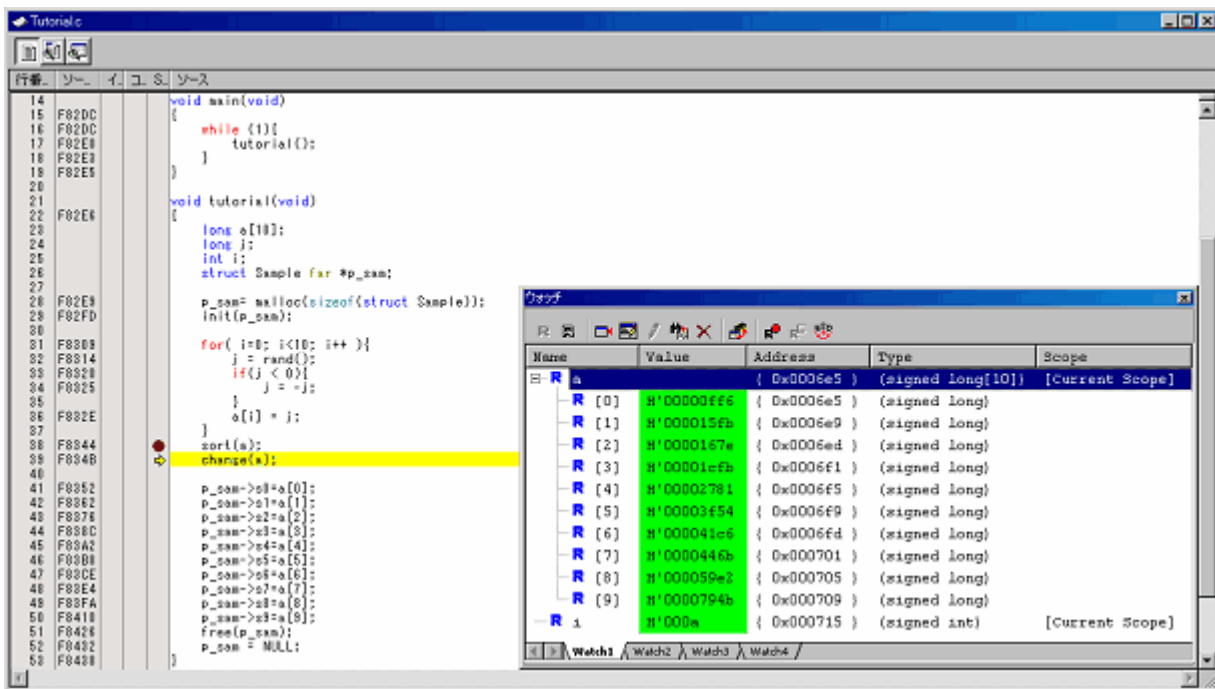 Tutorial.c
行番... ソー... イ.. コ.. S.. ソース
14 void main(void)
15 F82DC {
16 F82DC while (1){
17 F82E0 tutorial();
18 F82E3 }
19 F82E5 }
20
21 void tutorial(void)
22 F82E6 {
23 long a[10];
24 long j;
25 int i;
26 struct Sample far *p_sam;
27
28 F82E9 p_sam= malloc(sizeof(struct Sample));
29 F82FD init(p_sam);
30
31 F8309 for( i=0; i<10; i++ ){
32 F8314 j = rand();
33 F8320 if(j < 0){
34 F8325 j = -j;
35 }
36 F832E a[i] = j;
37 }
38 F8344 sort(a);
39 F834B change(a);
40
41 F8352 p_sam->s0=a[0];
42 F8362 p_sam->s1=a[1];
43 F8376 p_sam->s2=a[2];
44 F838C p_sam->s3=a[3];
45 F83A2 p_sam->s4=a[4];
46 F83B8 p_sam->s5=a[5];
47 F83CE p_sam->s6=a[6];
48 F83E4 p_sam->s7=a[7];
49 F83FA p_sam->s8=a[8];
50 F8410 p_sam->s9=a[9];
51 F8426 free(p_sam);
52 F8432 p_sam = NULL;
53 F8438 }
ウォッチ
Name Value Address Type Scope
R a { 0x0006e5 } (signed long[10]) [Current Scope]
R [0] H'00000ff6 { 0x0006e5 } (signed long)
R [1] H'000015fb { 0x0006e9 } (signed long)
R [2] H'0000167e { 0x0006ed } (signed long)
R [3] H'00001cfb { 0x0006f1 } (signed long)
R [4] H'00002781 { 0x0006f5 } (signed long)
R [5] H'00003f54 { 0x0006f9 } (signed long)
R [6] H'000041c6 { 0x0006fd } (signed long)
R [7] H'0000446b { 0x000701 } (signed long)
R [8] H'000059e2 { 0x000705 } (signed long)
R [9] H'0000794b { 0x000709 } (signed long)
R i H'000a { 0x000715 } (signed int) [Current Scope]
Watch1 Watch2 Watch3 Watch4